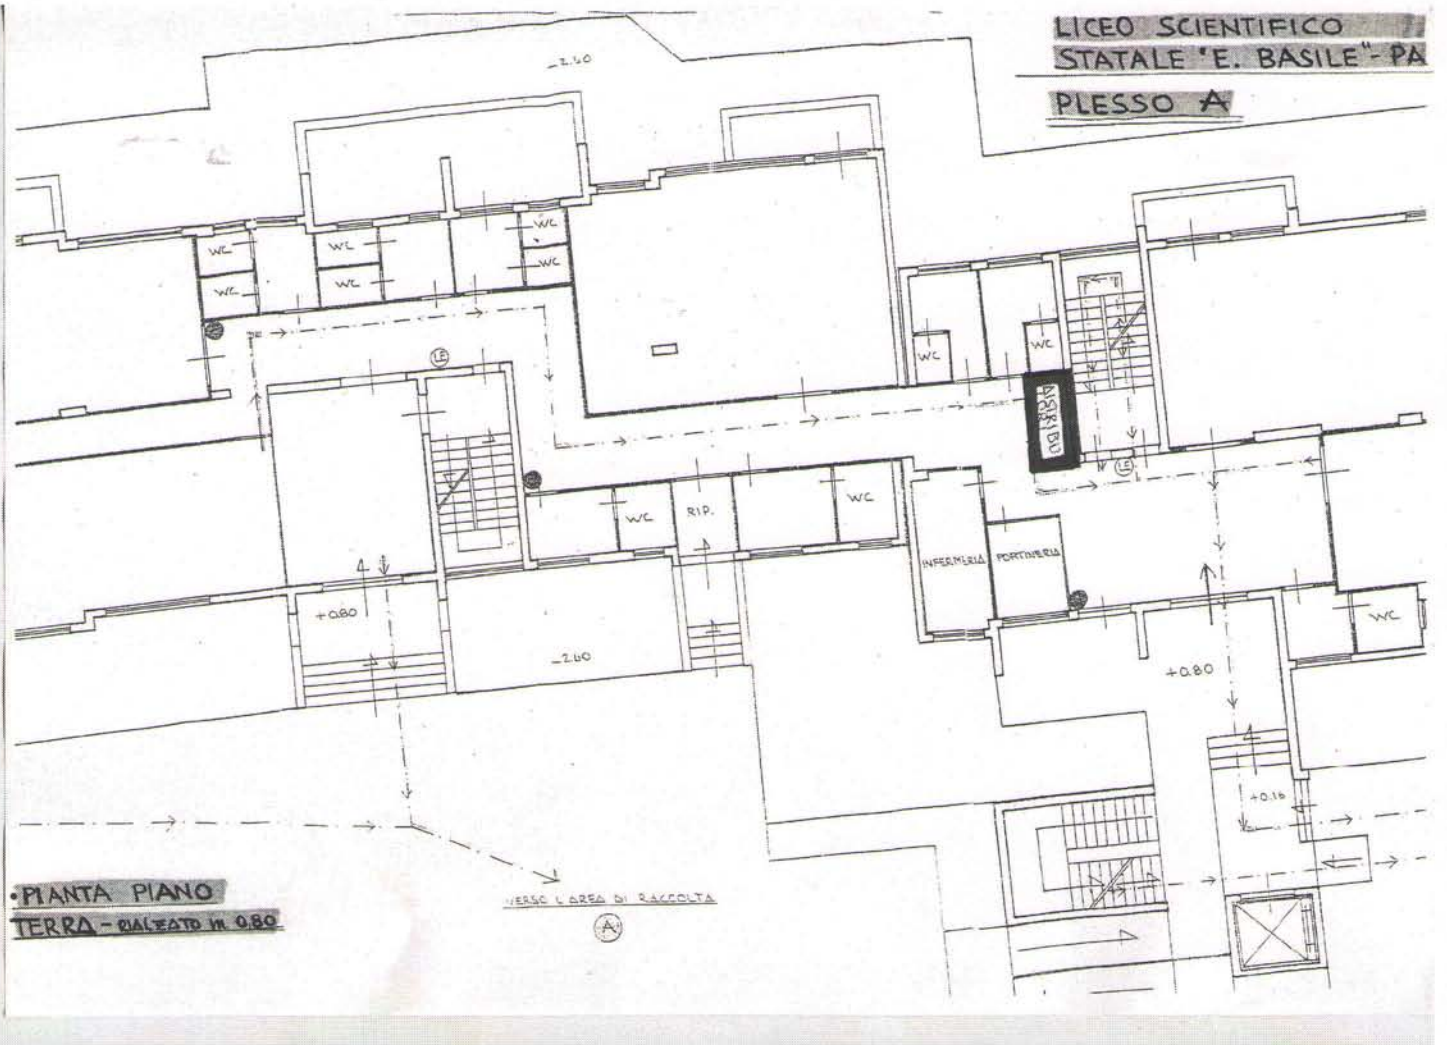 LICEO SCIENTIFICO
STATALE "E. BASILE" - PA
PLESSO A
-2.60
WC
WC
WC
WC
WC
WC
LE
WC
WC
LE
WC
RIP.
WC
INFERMERIA
PORTINERIA
+0.80
-2.60
+0.80
WC
+0.16
VERSO L'AREA DI RACCOLTA
A
PIANTA PIANO
TERRA - RIALZATO m 0.80